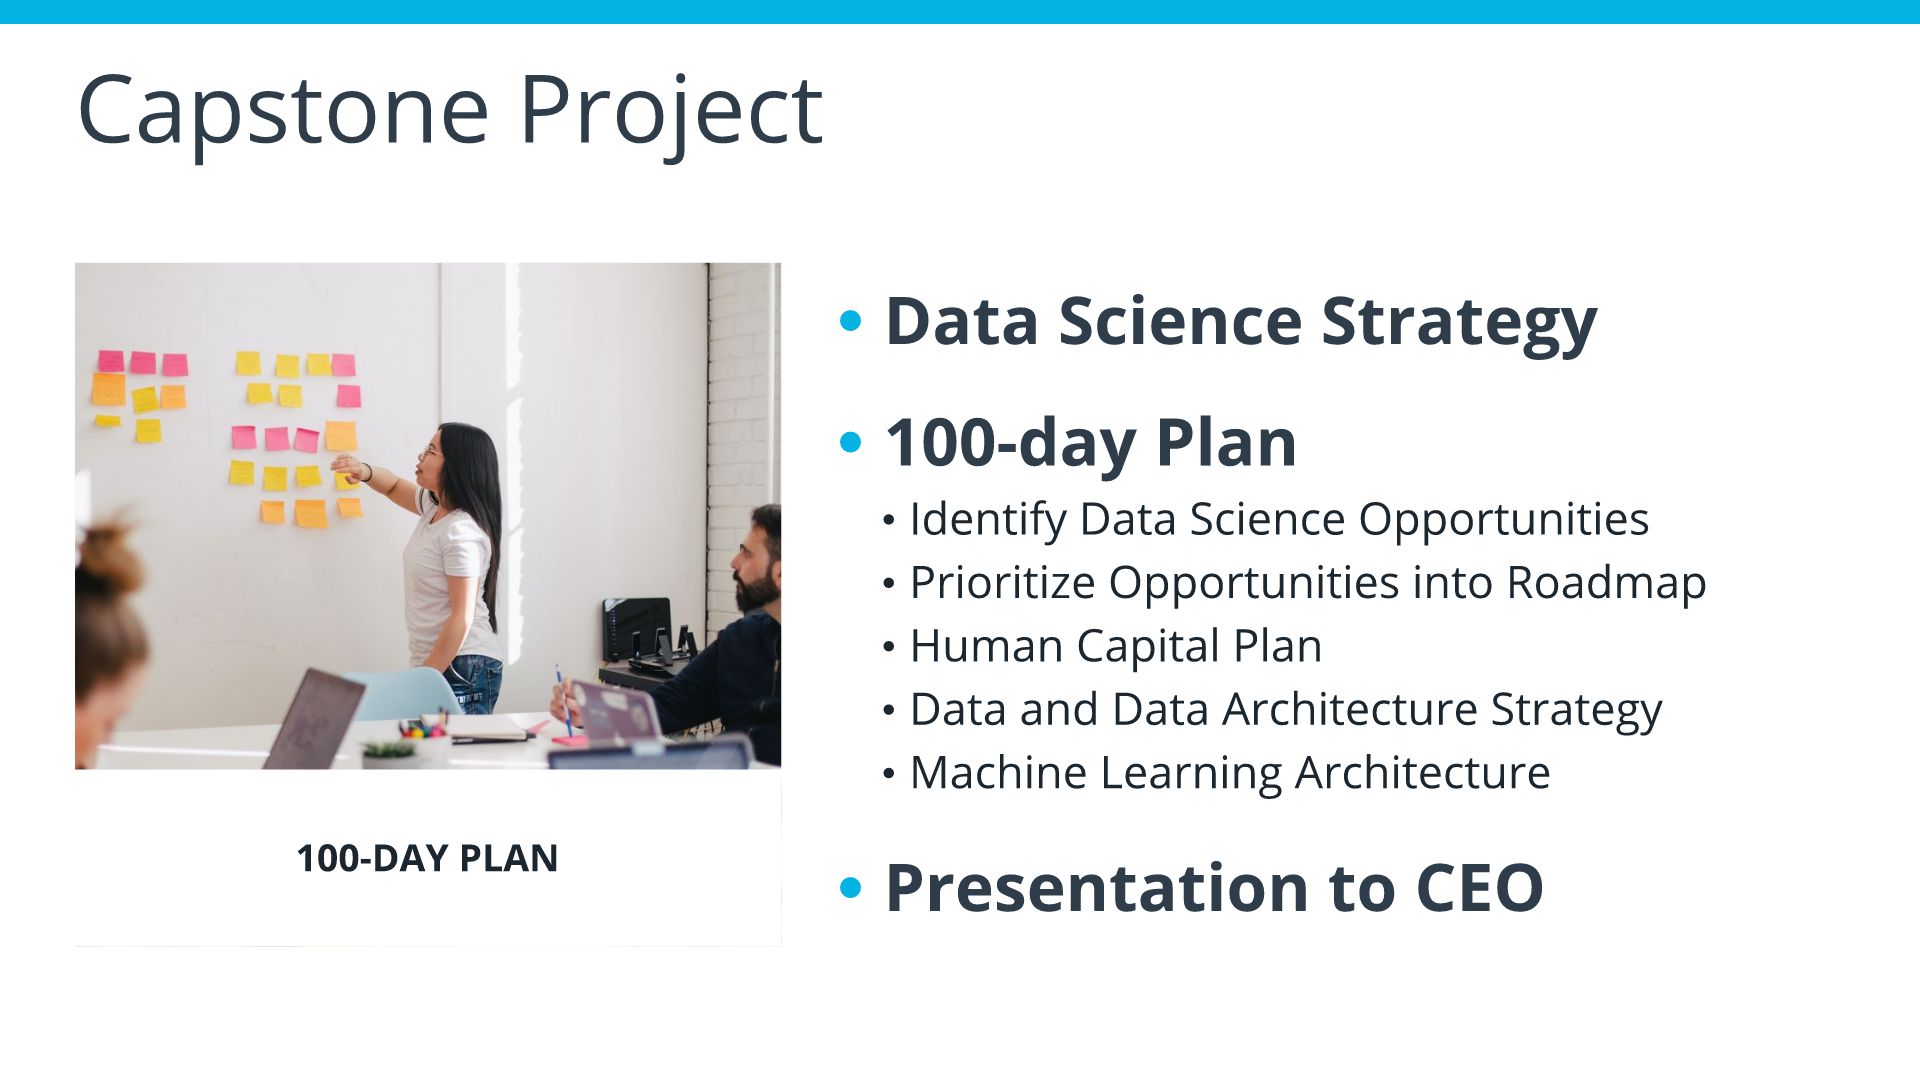 Capstone Project
100-DAY PLAN
• Data Science Strategy
• 100-day Plan
• Identify Data Science Opportunities
• Prioritize Opportunities into Roadmap
• Human Capital Plan
• Data and Data Architecture Strategy
• Machine Learning Architecture
• Presentation to CEO